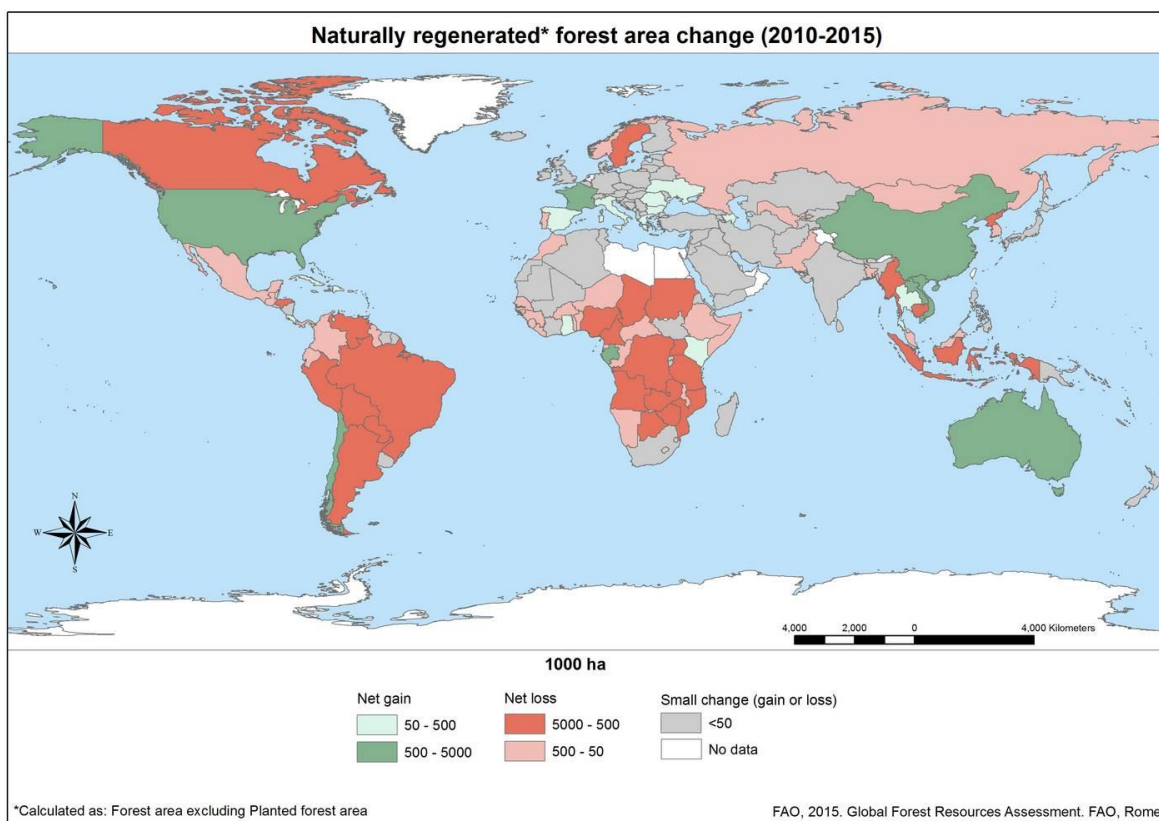 Naturally regenerated* forest area change (2010-2015)
N
W
E
S
4,000 2,000 0 4,000 Kilometers
1000 ha
Net gain
50 - 500
500 - 5000
Net loss
5000 - 500
500 - 50
Small change (gain or loss)
<50
No data
*Calculated as: Forest area excluding Planted forest area
FAO, 2015. Global Forest Resources Assessment. FAO, Rome